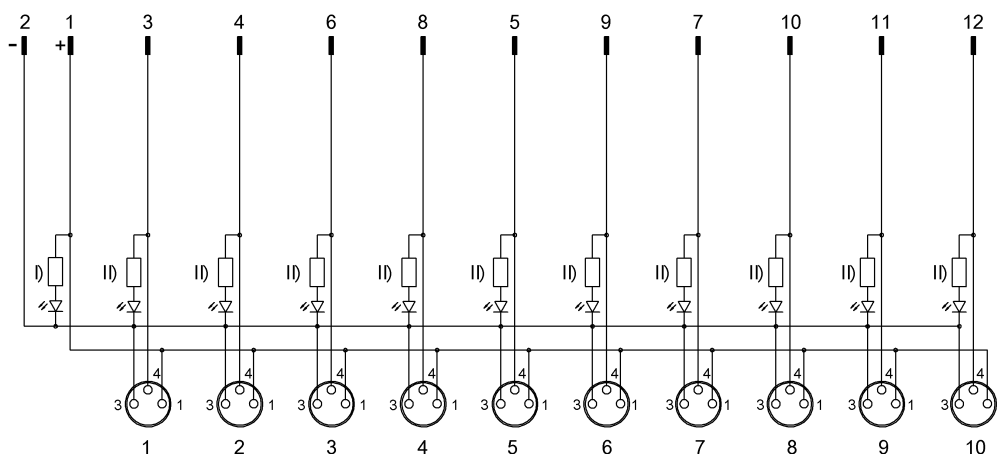 2 1 3 4 6 8 5 9 7 10 11 12
- +
I) II) II) II) II) II) II) II) II) II) II)
4 4 4 4 4 4 4 4 4 4
3 1 3 1 3 1 3 1 3 1 3 1 3 1 3 1 3 1 3 1
1 2 3 4 5 6 7 8 9 10